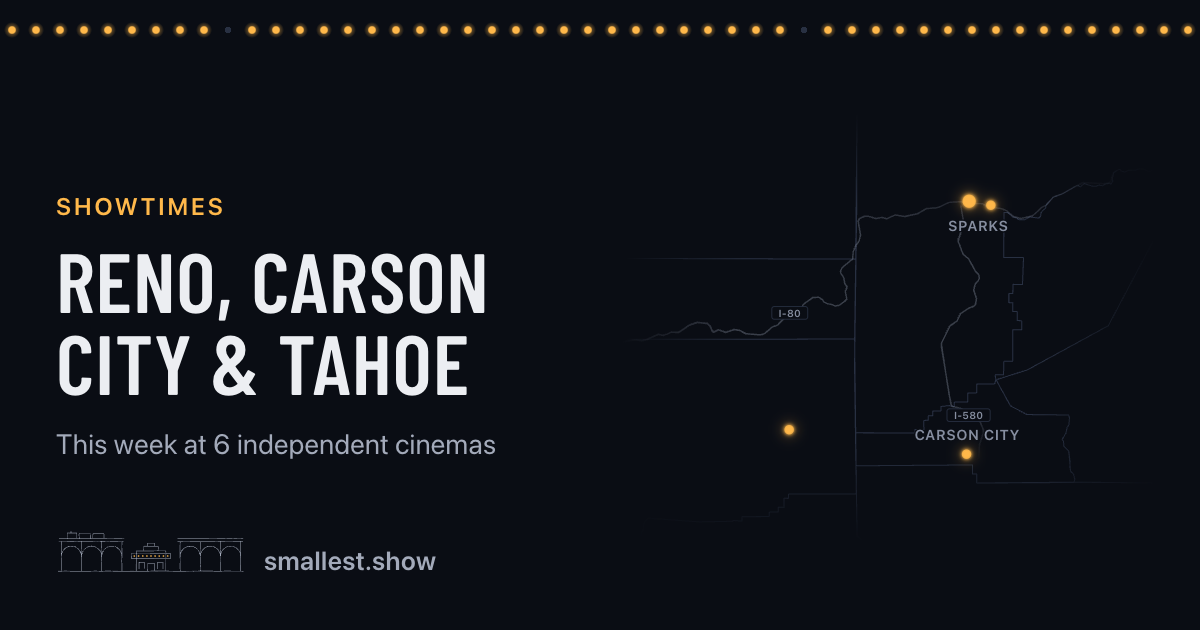 SHOWTIMES
RENO, CARSON
CITY & TAHOE
This week at 6 independent cinemas
smallest.show
SPARKS
I-80
I-580
CARSON CITY